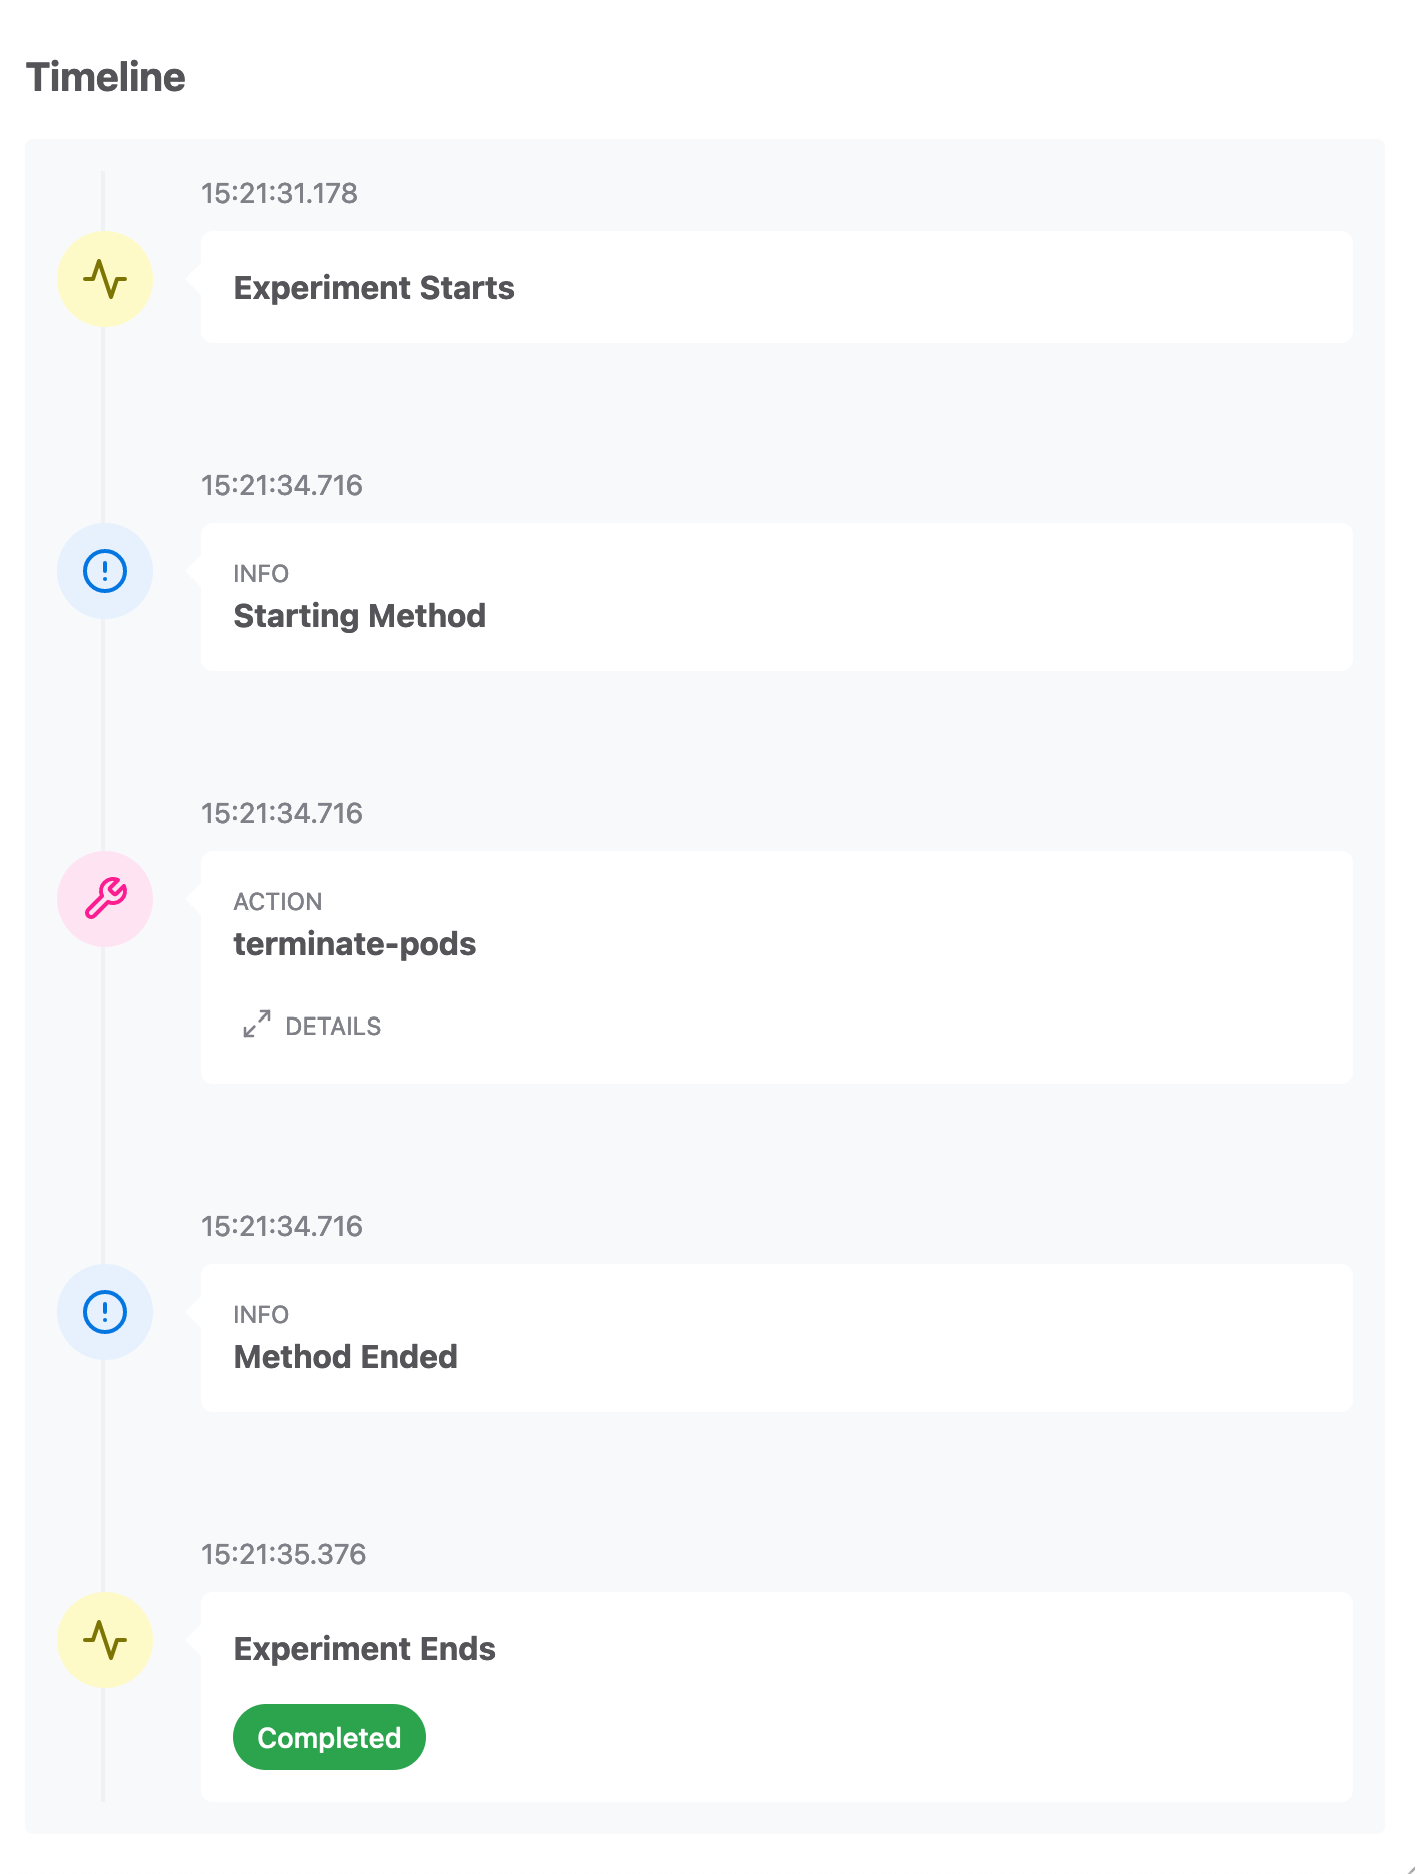 Timeline
15:21:31.178
Experiment Starts
15:21:34.716
INFO
Starting Method
15:21:34.716
ACTION
terminate-pods
DETAILS
15:21:34.716
INFO
Method Ended
15:21:35.376
Experiment Ends
Completed